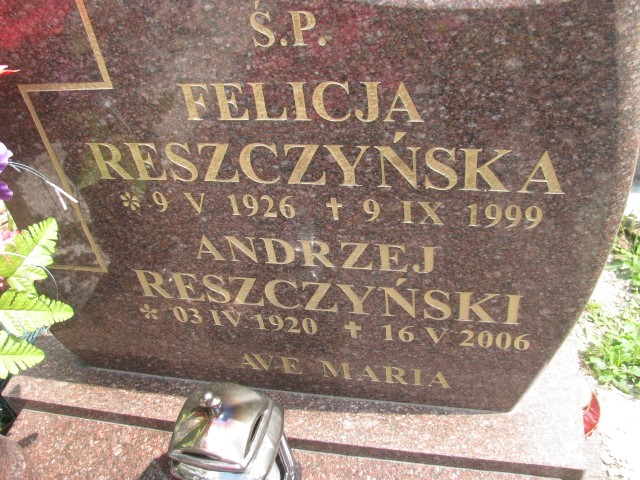 Ś.P.
FELICJA
RESZCZYŃSKA
* 9 V 1926 ✝ 9 IX 1999
ANDRZEJ
RESZCZYŃSKI
* 03 IV 1920 ✝ 16 V 2006
AVE MARIA